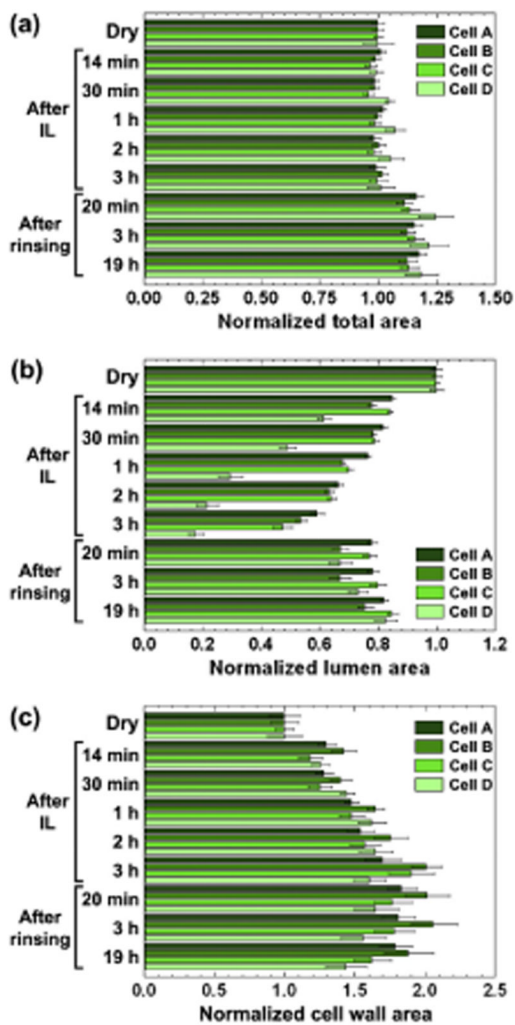 (a)
Dry
14 min
30 min
1 h
2 h
3 h
20 min
3 h
19 h
After
IL
After
rinsing
Cell A
Cell B
Cell C
Cell D
0.00 0.25 0.50 0.75 1.00 1.25 1.50
Normalized total area
(b)
Dry
14 min
30 min
1 h
2 h
3 h
20 min
3 h
19 h
After
IL
After
rinsing
Cell A
Cell B
Cell C
Cell D
0.0 0.2 0.4 0.6 0.8 1.0 1.2
Normalized lumen area
(c)
Dry
14 min
30 min
1 h
2 h
3 h
20 min
3 h
19 h
After
IL
After
rinsing
Cell A
Cell B
Cell C
Cell D
0.0 0.5 1.0 1.5 2.0 2.5
Normalized cell wall area